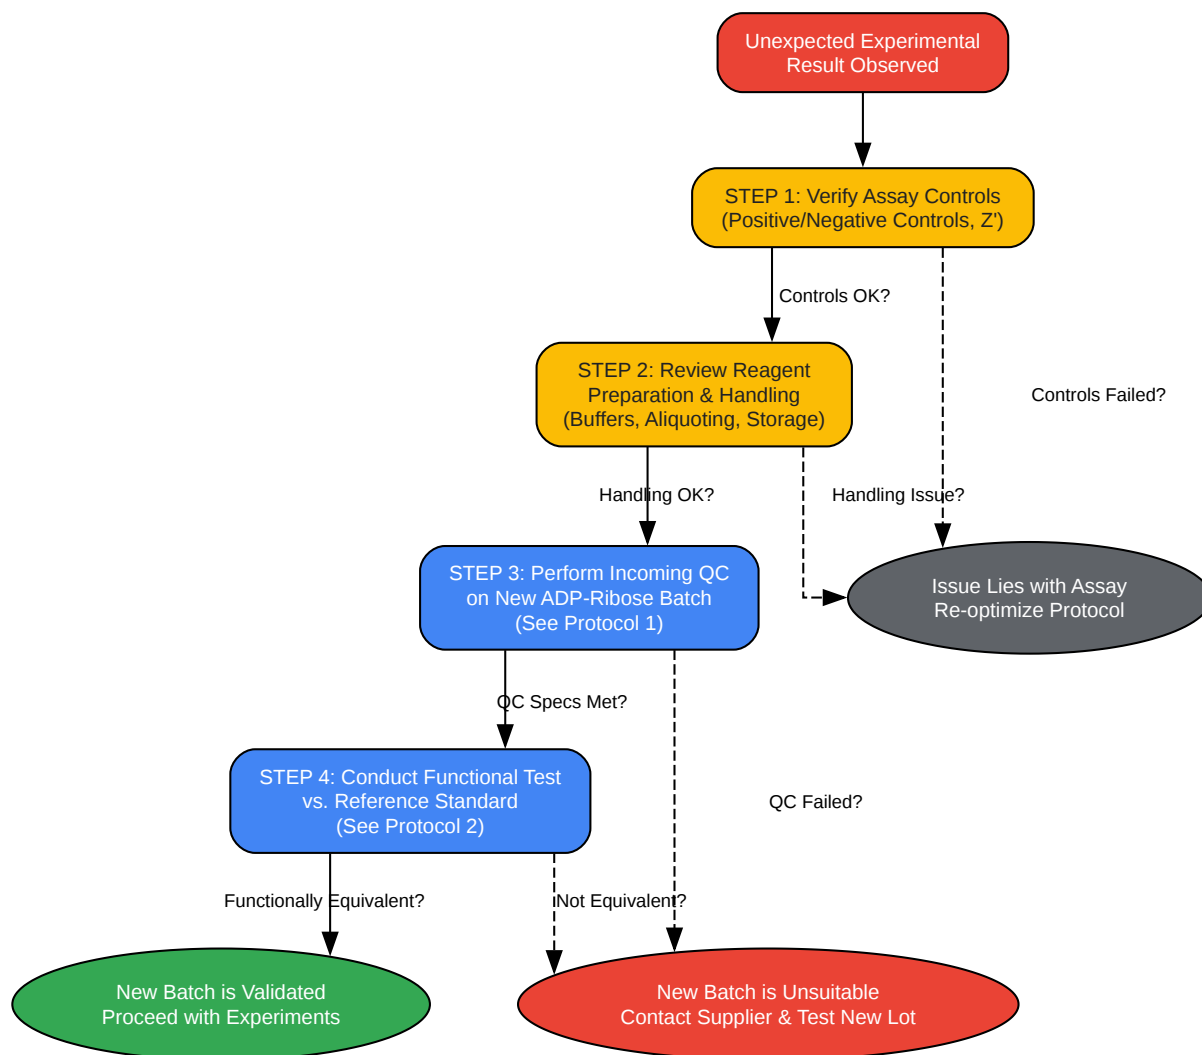 Unexpected Experimental
Result Observed
STEP 1: Verify Assay Controls
(Positive/Negative Controls, Z')
Controls OK?
STEP 2: Review Reagent
Preparation & Handling
(Buffers, Aliquoting, Storage)
Controls Failed?
Handling OK?
Handling Issue?
STEP 3: Perform Incoming QC
on New ADP-Ribose Batch
(See Protocol 1)
Issue Lies with Assay
Re-optimize Protocol
QC Specs Met?
STEP 4: Conduct Functional Test
vs. Reference Standard
(See Protocol 2)
QC Failed?
Functionally Equivalent?
Not Equivalent?
New Batch is Validated
Proceed with Experiments
New Batch is Unsuitable
Contact Supplier & Test New Lot